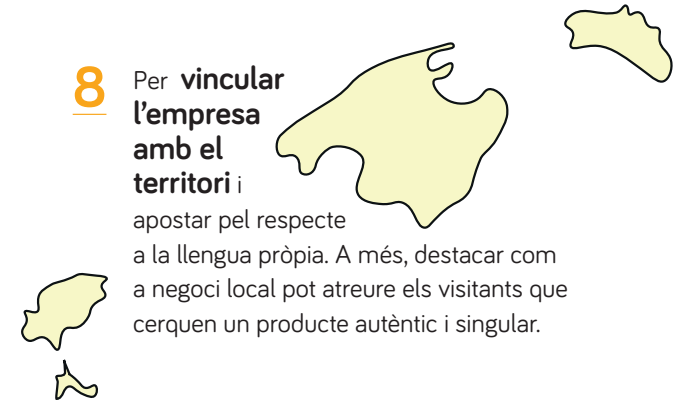 8 Per vincular
l'empresa
amb el
territori i
apostar pel respecte
a la llengua pròpia. A més, destacar com
a negoci local pot atreure els visitants que
cerquen un producte autèntic i singular.